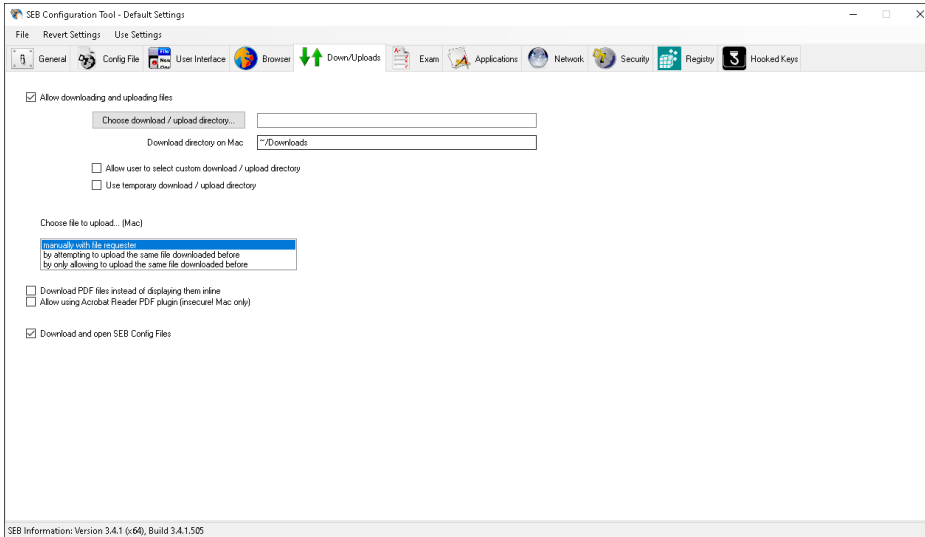 SEB Configuration Tool - Default Settings
File Revert Settings Use Settings
General Config File User Interface Browser Down/Uploads Exam Applications Network Security Registry Hooked Keys
Allow downloading and uploading files
Choose download / upload directory...
Download directory on Mac ~/Downloads
Allow user to select custom download / upload directory
Use temporary download / upload directory
Choose file to upload... (Mac)
manually with file requester
by attempting to upload the same file downloaded before
by only allowing to upload the same file downloaded before
Download PDF files instead of displaying them inline
Allow using Acrobat Reader PDF plugin (insecure! Mac only)
Download and open SEB Config Files
SEB Information: Version 3.4.1 (x64), Build 3.4.1.505